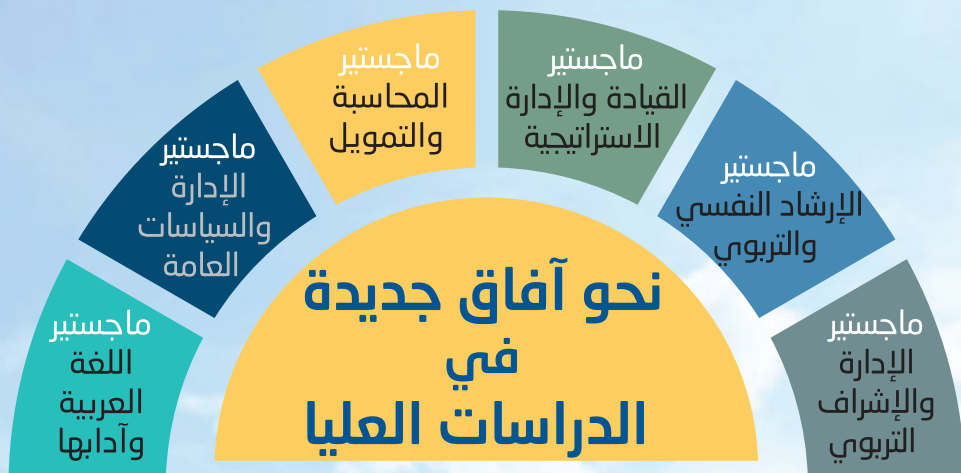 ماجستير
القيادة والإدارة
الاستراتيجية
ماجستير
المحاسبة
والتمويل
ماجستير
الإرشاد النفسي
والتربوي
ماجستير
الإدارة
والسياسات
العامة
ماجستير
الإدارة
والإشراف
التربوي
ماجستير
اللغة
العربية
وآدابها
نحو آفاق جديدة
في
الدراسات العليا